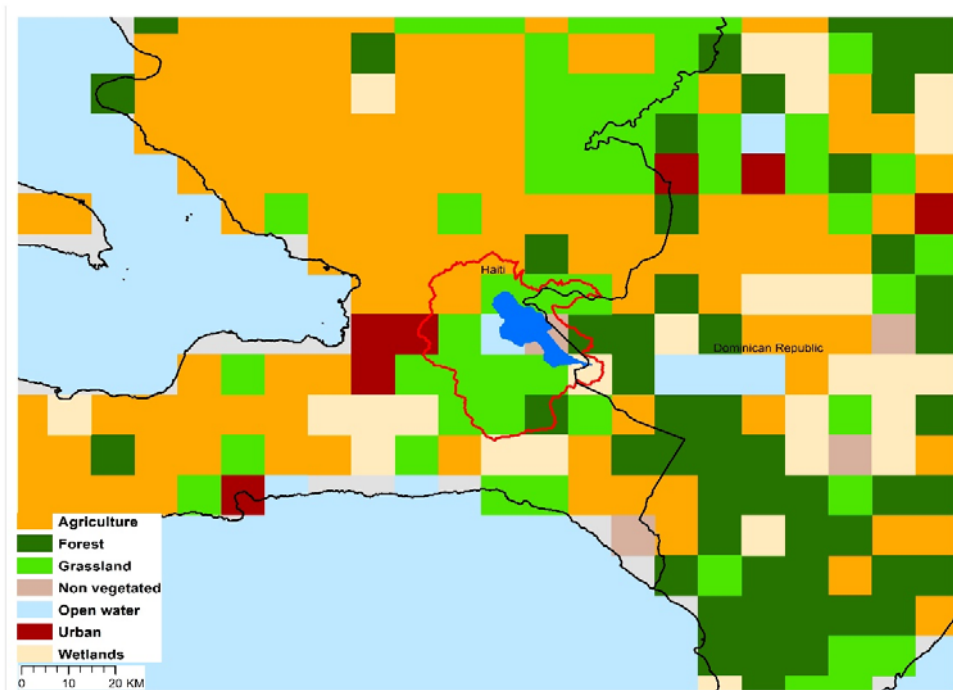 Haiti
Dominican Republic
Agriculture
Forest
Grassland
Non vegetated
Open water
Urban
Wetlands
0 10 20 KM